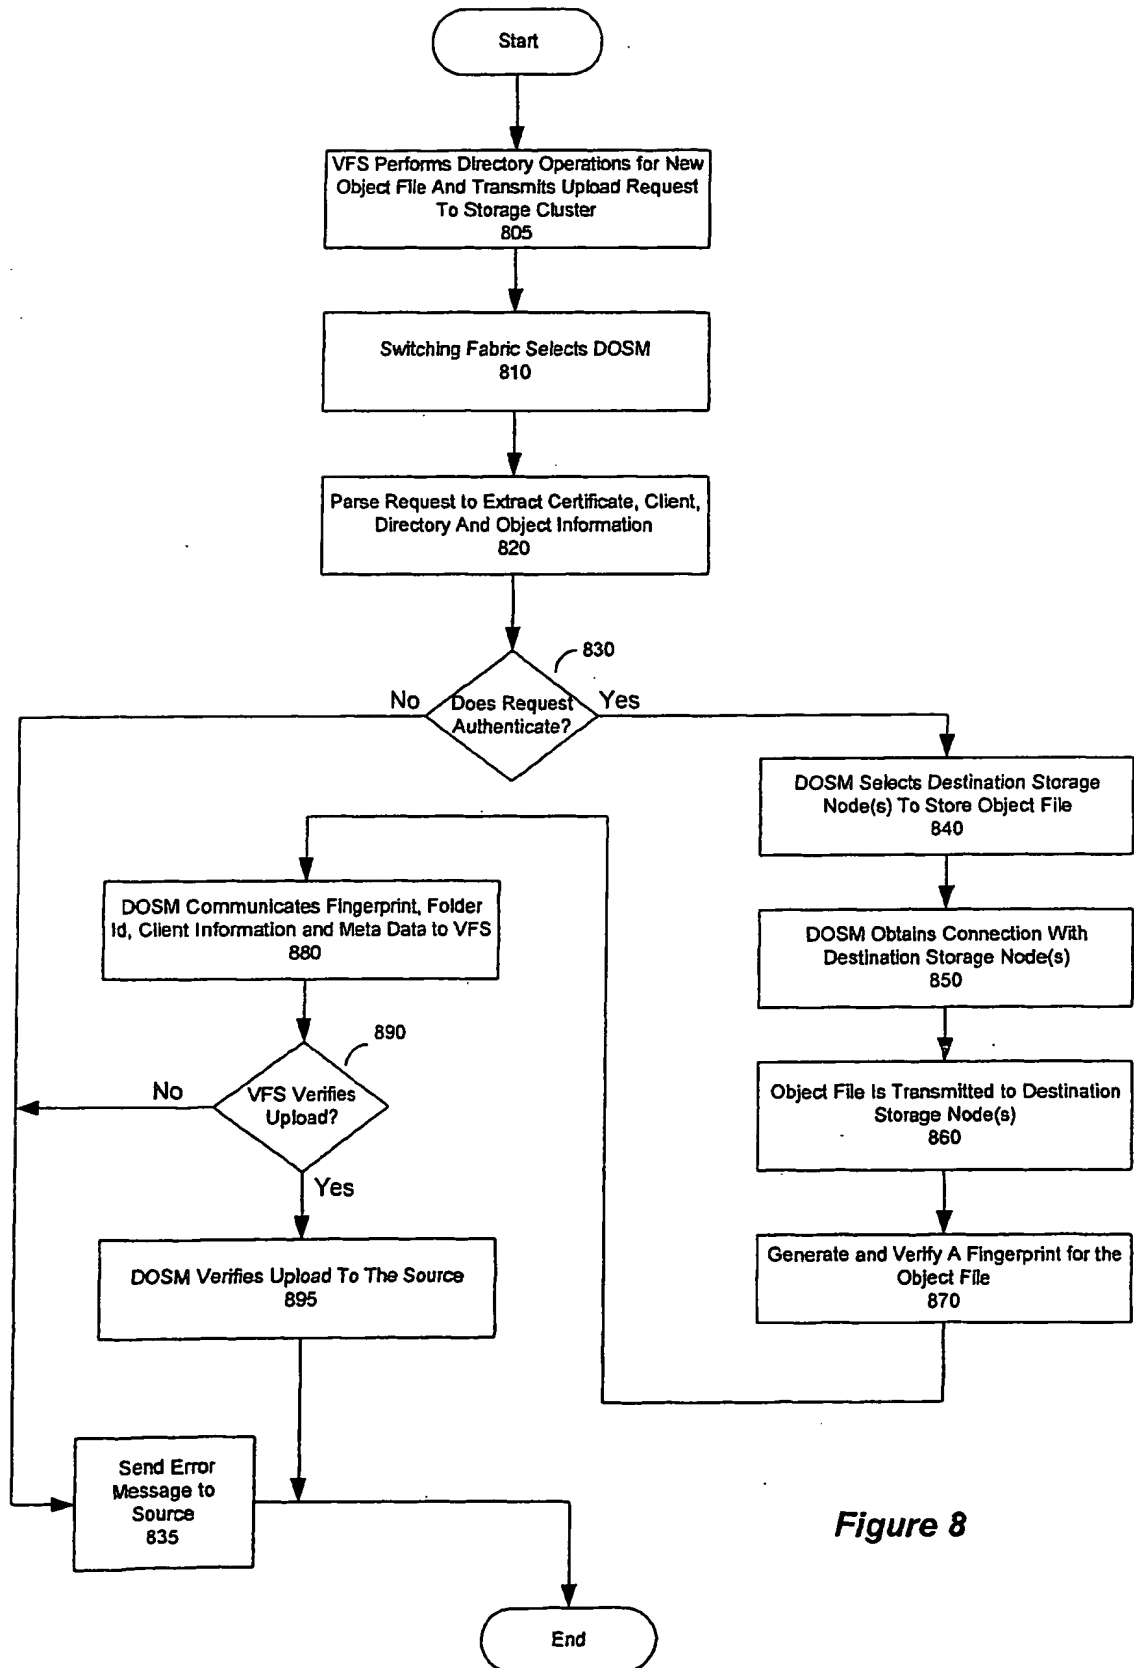 Start
VFS Performs Directory Operations for New
Object File And Transmits Upload Request
To Storage Cluster
805
Switching Fabric Selects DOSM
810
Parse Request to Extract Certificate, Client,
Directory And Object Information
820
830
No
Does Request
Authenticate?
Yes
DOSM Selects Destination Storage
Node(s) To Store Object File
840
DOSM Obtains Connection With
Destination Storage Node(s)
850
Object File Is Transmitted to Destination
Storage Node(s)
860
Generate and Verify A Fingerprint for the
Object File
870
DOSM Communicates Fingerprint, Folder
Id, Client Information and Meta Data to VFS
880
890
No
VFS Verifies
Upload?
Yes
DOSM Verifies Upload To The Source
895
Send Error
Message to
Source
835
End
Figure 8